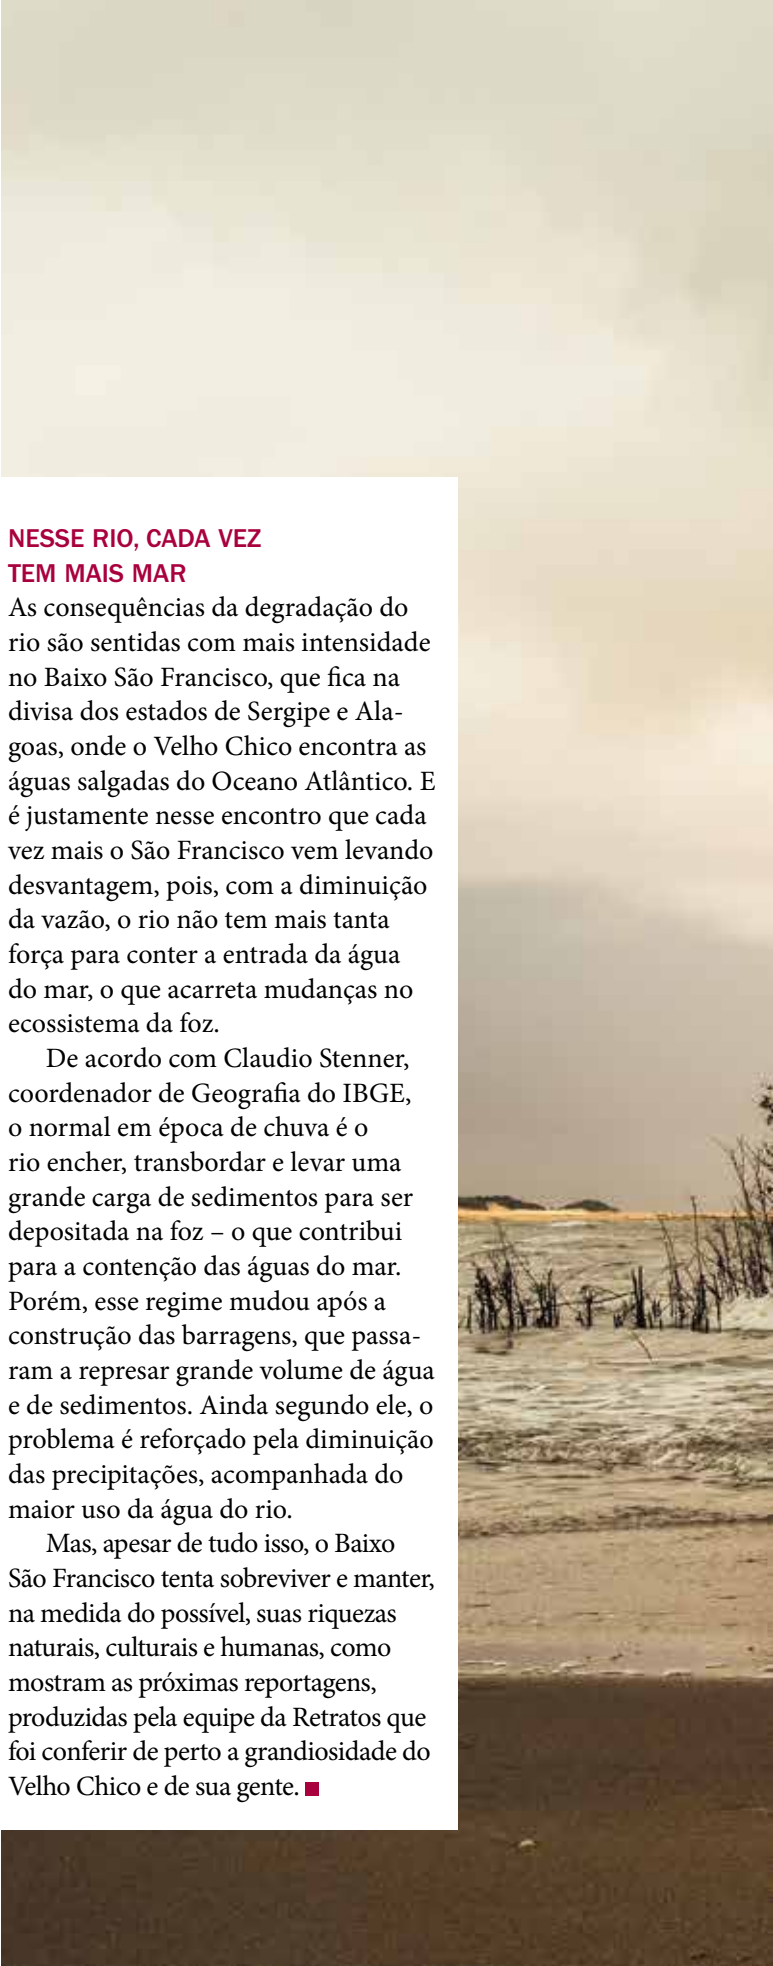 NESSE RIO, CADA VEZ
TEM MAIS MAR
As consequências da degradação do
rio são sentidas com mais intensidade
no Baixo São Francisco, que fica na
divisa dos estados de Sergipe e Ala-
goas, onde o Velho Chico encontra as
águas salgadas do Oceano Atlântico. E
é justamente nesse encontro que cada
vez mais o São Francisco vem levando
desvantagem, pois, com a diminuição
da vazão, o rio não tem mais tanta
força para conter a entrada da água
do mar, o que acarreta mudanças no
ecossistema da foz.
De acordo com Claudio Stenner,
coordenador de Geografia do IBGE,
o normal em época de chuva é o
rio encher, transbordar e levar uma
grande carga de sedimentos para ser
depositada na foz – o que contribui
para a contenção das águas do mar.
Porém, esse regime mudou após a
construção das barragens, que passa-
ram a represar grande volume de água
e de sedimentos. Ainda segundo ele, o
problema é reforçado pela diminuição
das precipitações, acompanhada do
maior uso da água do rio.
Mas, apesar de tudo isso, o Baixo
São Francisco tenta sobreviver e manter,
na medida do possível, suas riquezas
naturais, culturais e humanas, como
mostram as próximas reportagens,
produzidas pela equipe da Retratos que
foi conferir de perto a grandiosidade do
Velho Chico e de sua gente. ■